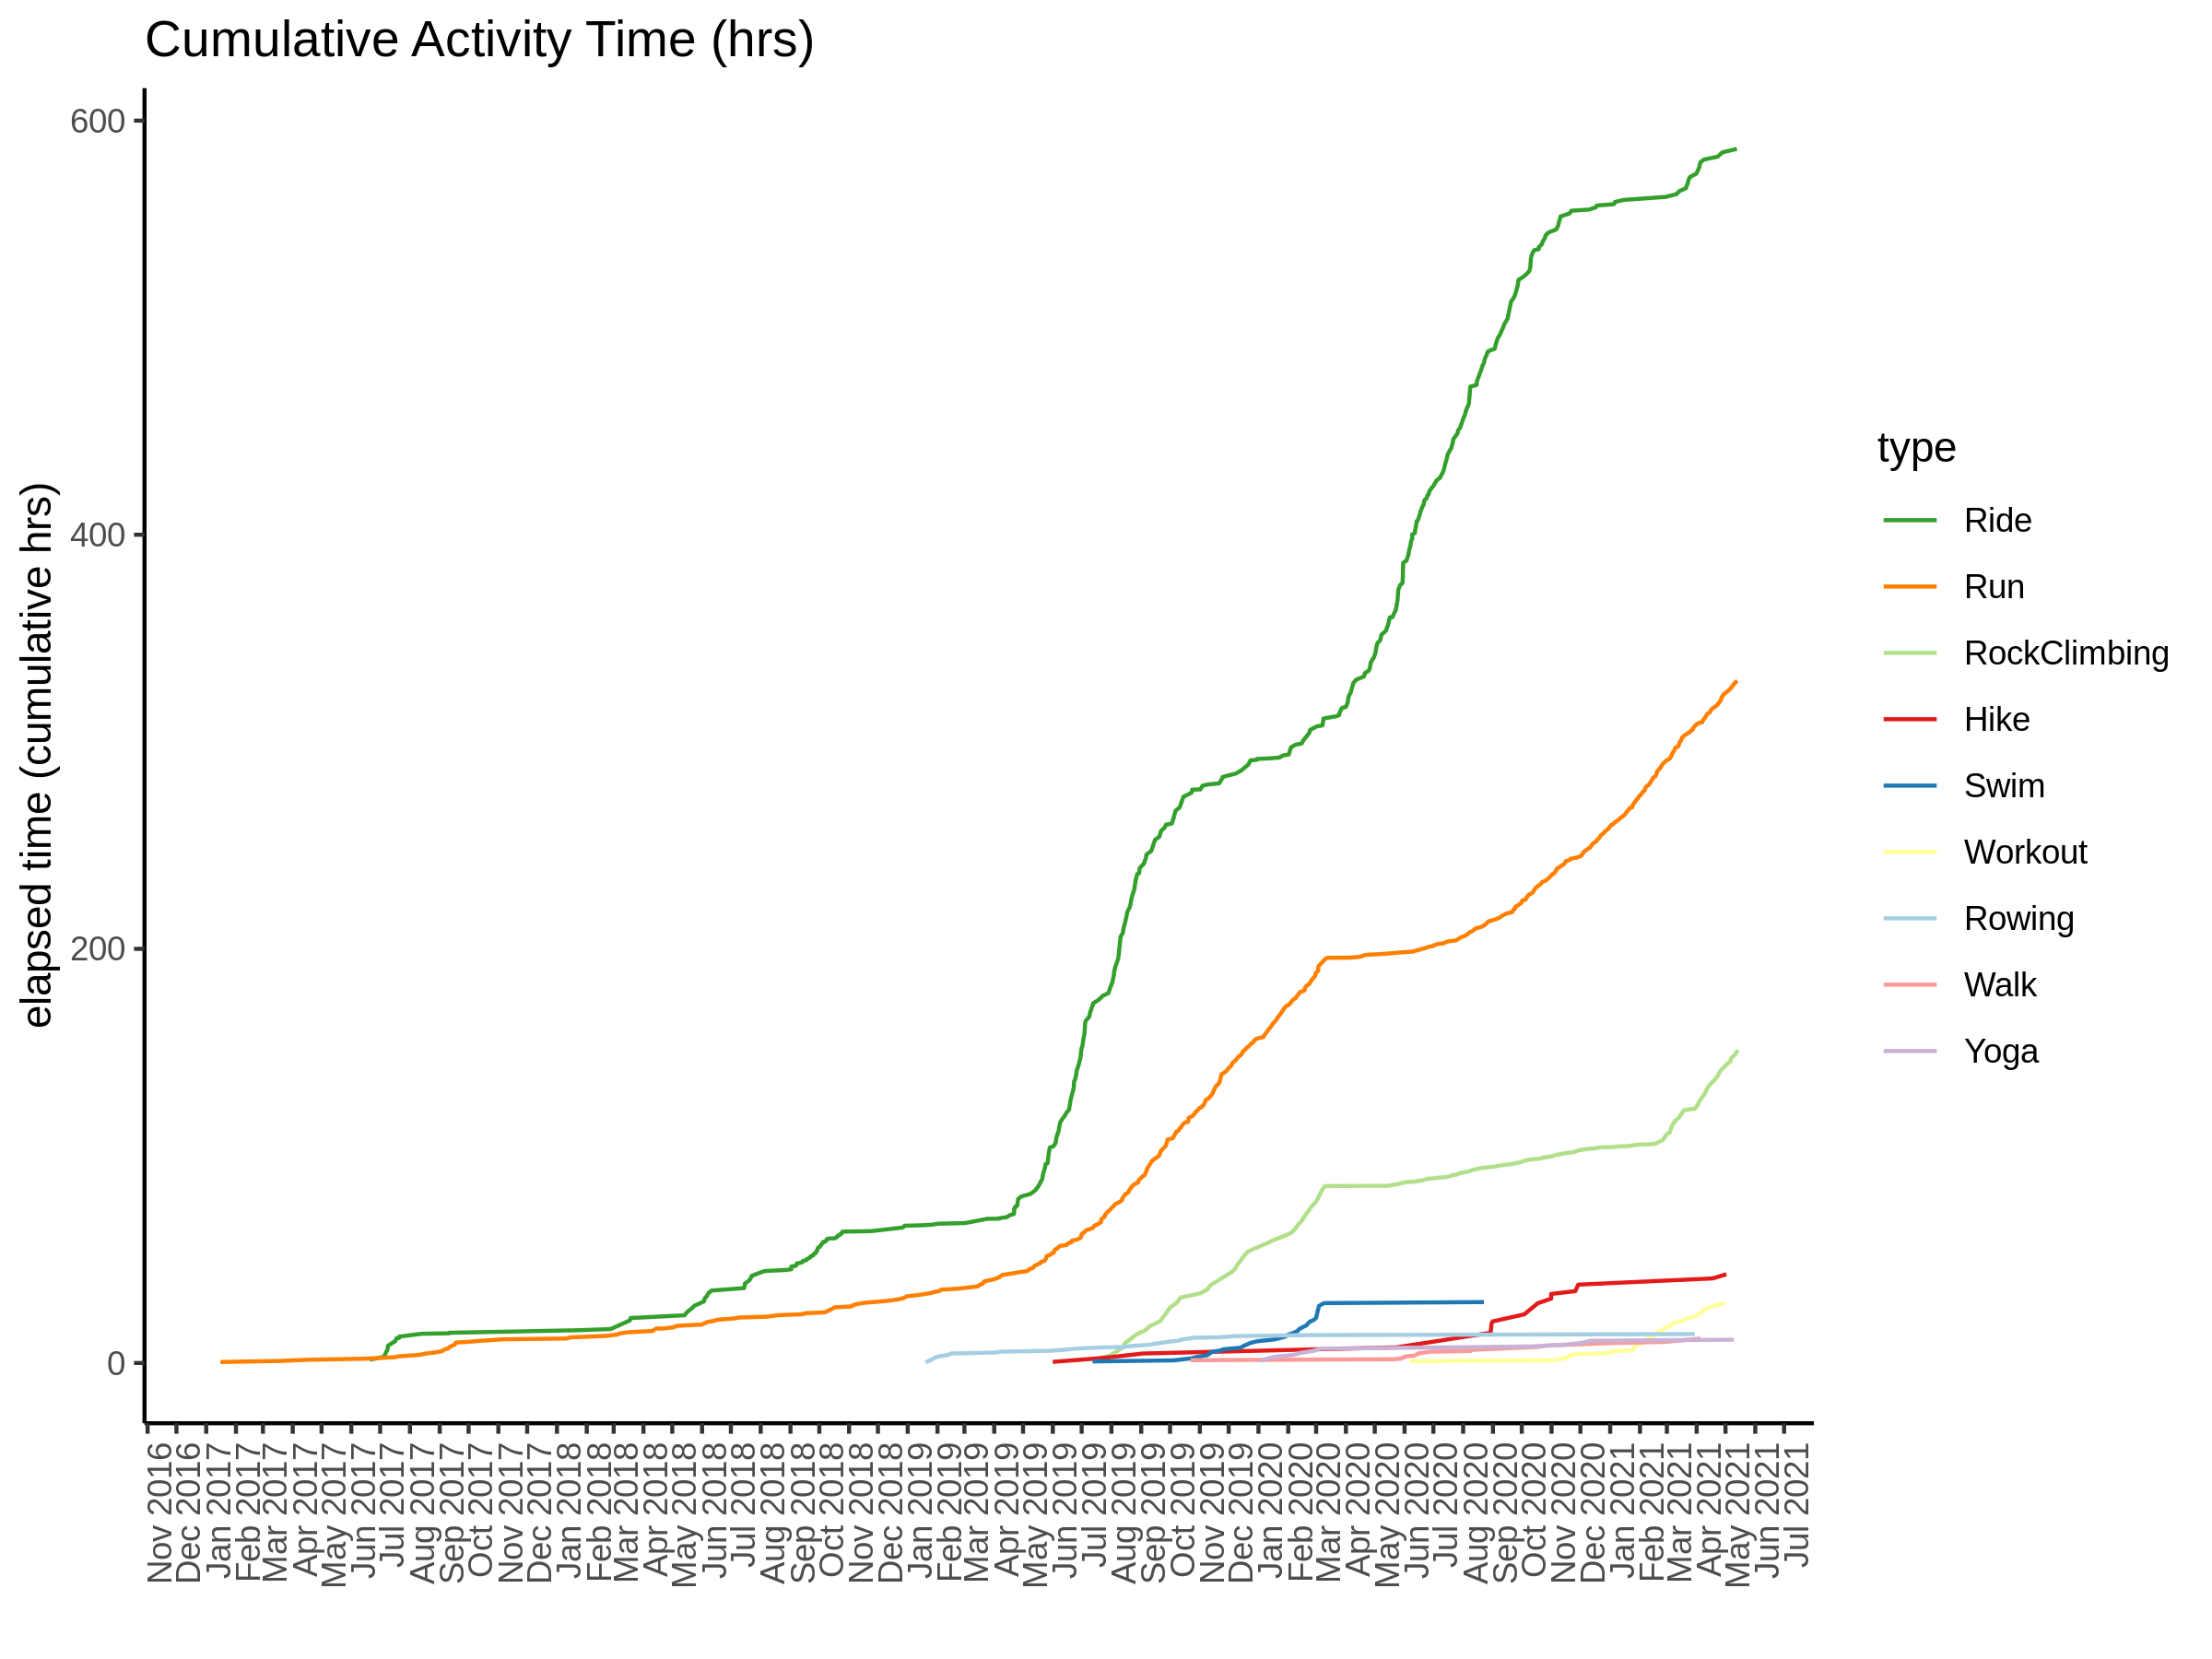 Cumulative Activity Time (hrs)
elapsed time (cumulative hrs)
600
400
200
0
Nov 2016
Dec 2016
Jan 2017
Feb 2017
Mar 2017
Apr 2017
May 2017
Jun 2017
Jul 2017
Aug 2017
Sep 2017
Oct 2017
Nov 2017
Dec 2017
Jan 2018
Feb 2018
Mar 2018
Apr 2018
May 2018
Jun 2018
Jul 2018
Aug 2018
Sep 2018
Oct 2018
Nov 2018
Dec 2018
Jan 2019
Feb 2019
Mar 2019
Apr 2019
May 2019
Jun 2019
Jul 2019
Aug 2019
Sep 2019
Oct 2019
Nov 2019
Dec 2019
Jan 2020
Feb 2020
Mar 2020
Apr 2020
May 2020
Jun 2020
Jul 2020
Aug 2020
Sep 2020
Oct 2020
Nov 2020
Dec 2020
Jan 2021
Feb 2021
Mar 2021
Apr 2021
May 2021
Jun 2021
Jul 2021
type
Ride
Run
RockClimbing
Hike
Swim
Workout
Rowing
Walk
Yoga